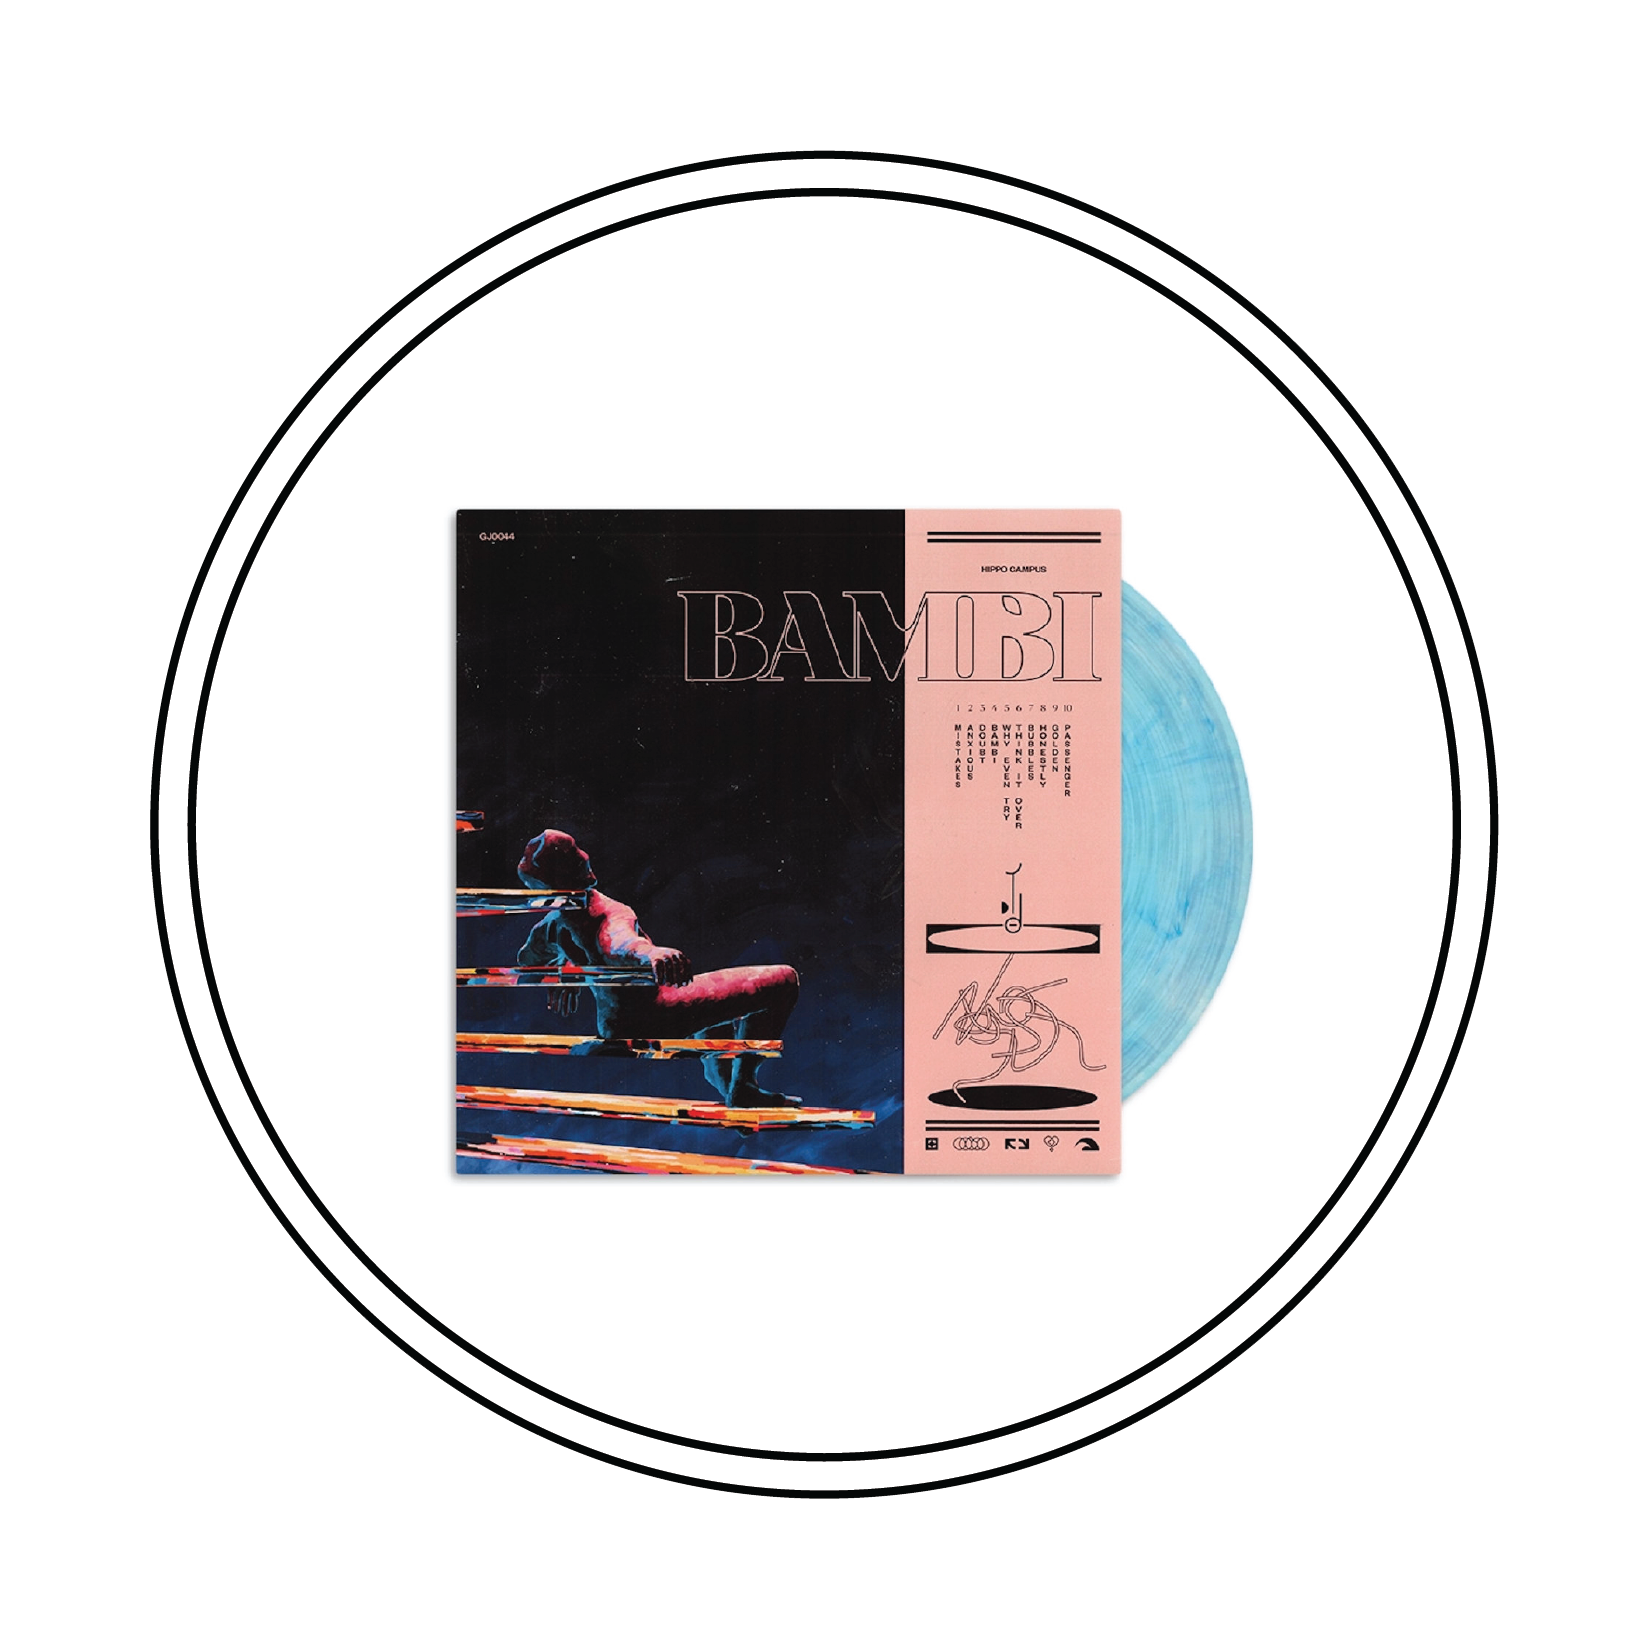 GJ0044
HIPPO CAMPUS
BAMBI
1 2 3 4 5 6 7 8 9 10
MISTAKES
ANXIOUS
DOUBT
BAMBI
WHY EVEN TRY
THINK IT OVER
BUBBLES
HONESTLY
GOLDEN
PASSENGER